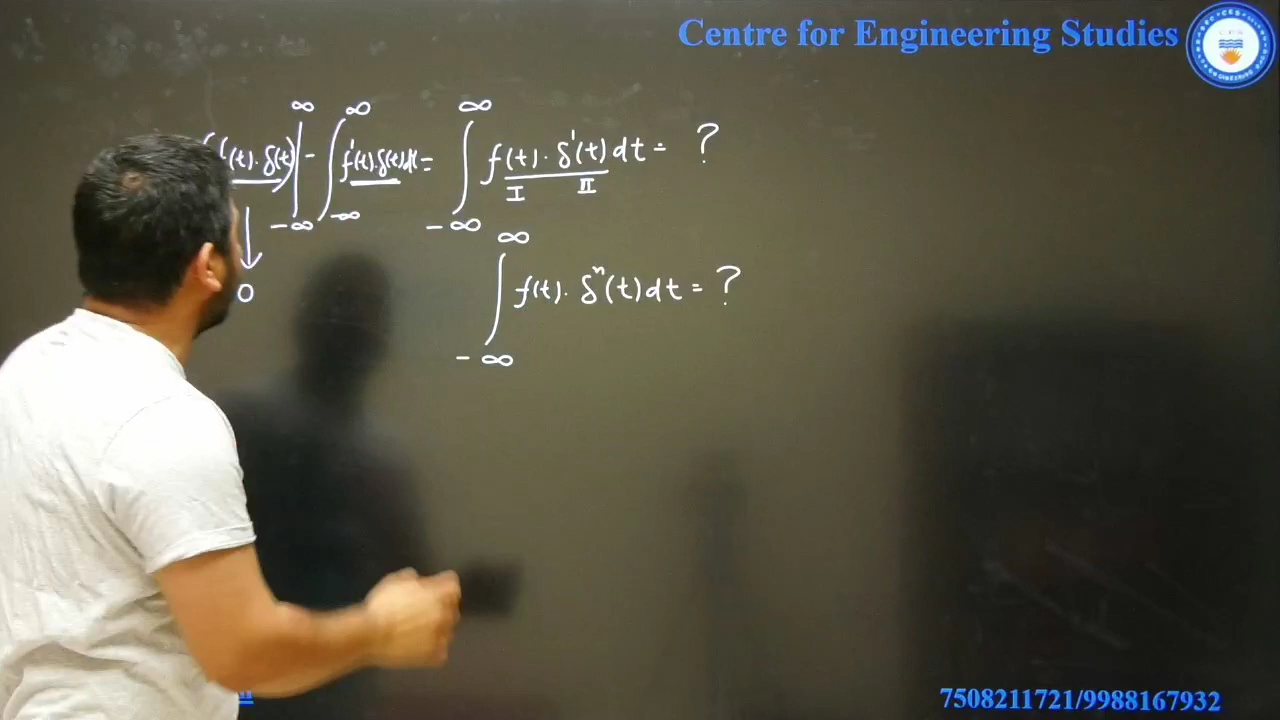 Centre for Engineering Studies
f(t).δ(t)|_{-∞}^{∞} - ∫_{-∞}^{∞} f'(t).δ(t)dt = ∫_{-∞}^{∞} f(t).δ'(t)dt = ?
I II
0
∫_{-∞}^{∞} f(t).δⁿ(t)dt = ?
7508211721/9988167932